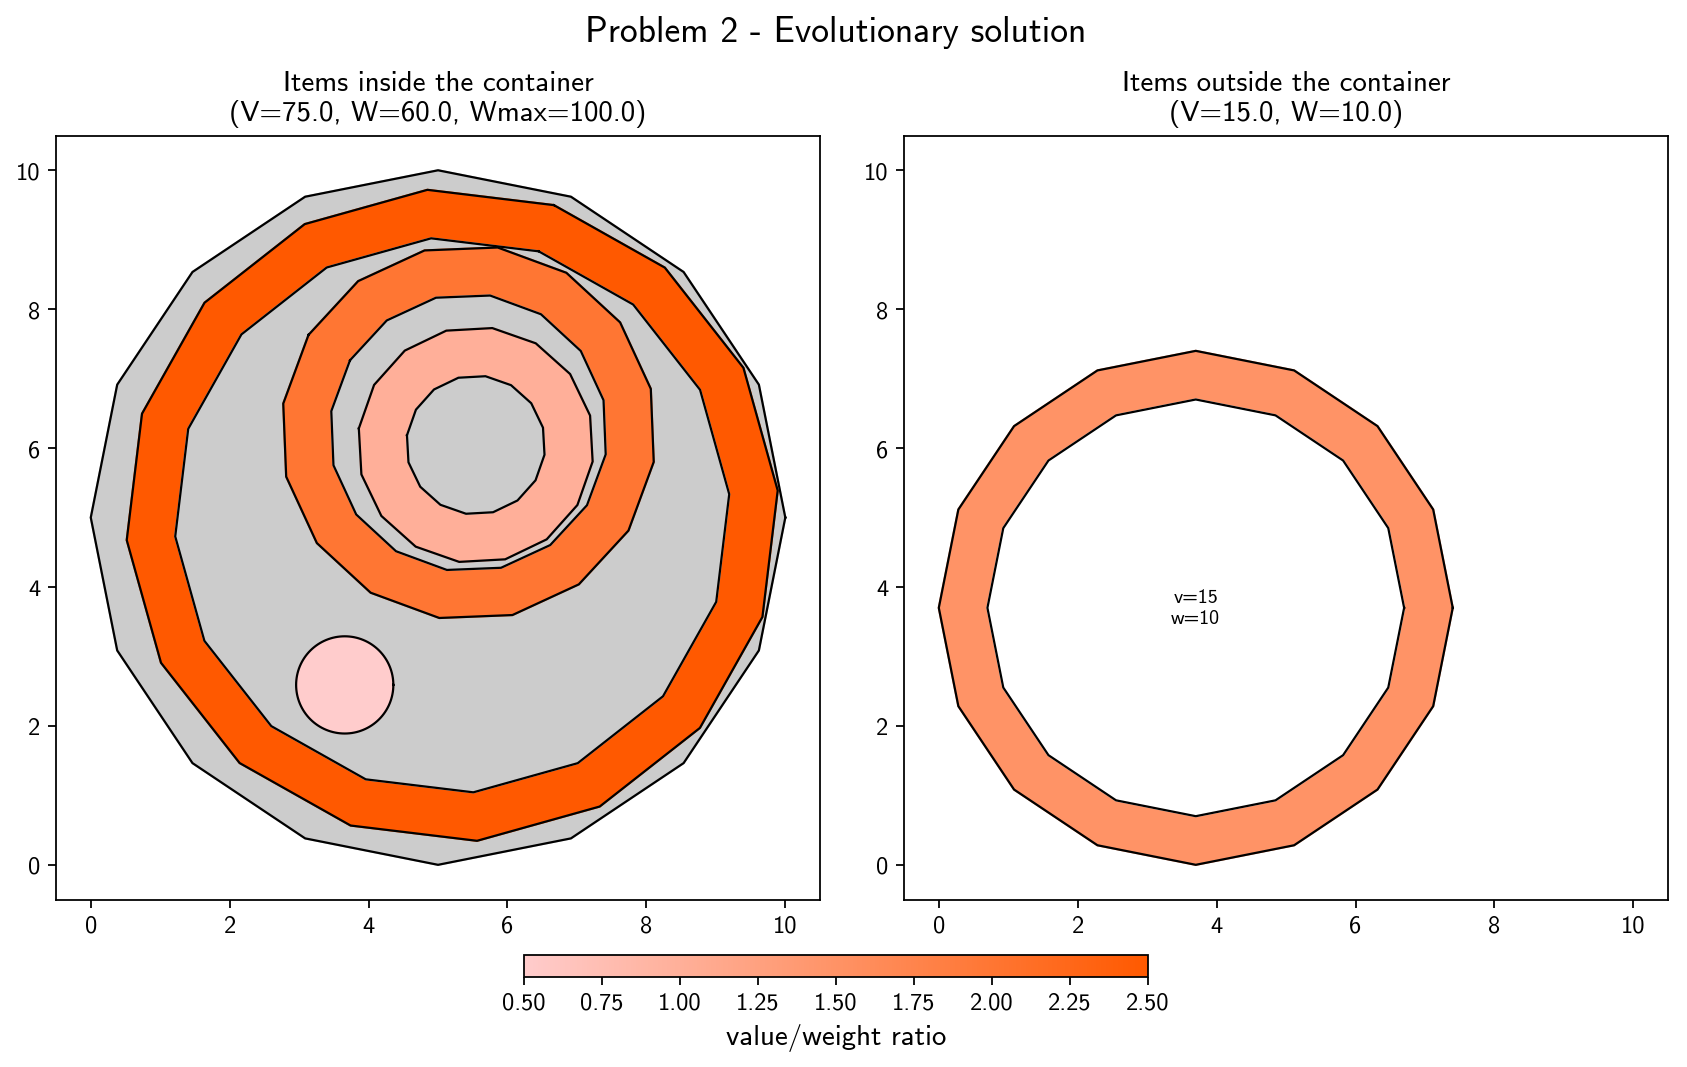 Problem 2 - Evolutionary solution
Items inside the container
(V=75.0, W=60.0, Wmax=100.0)
Items outside the container
(V=15.0, W=10.0)
10
8
6
4
2
0
0 2 4 6 8 10
10
8
6
4
2
0
v=15
w=10
0 2 4 6 8 10
0.50 0.75 1.00 1.25 1.50 1.75 2.00 2.25 2.50
value/weight ratio